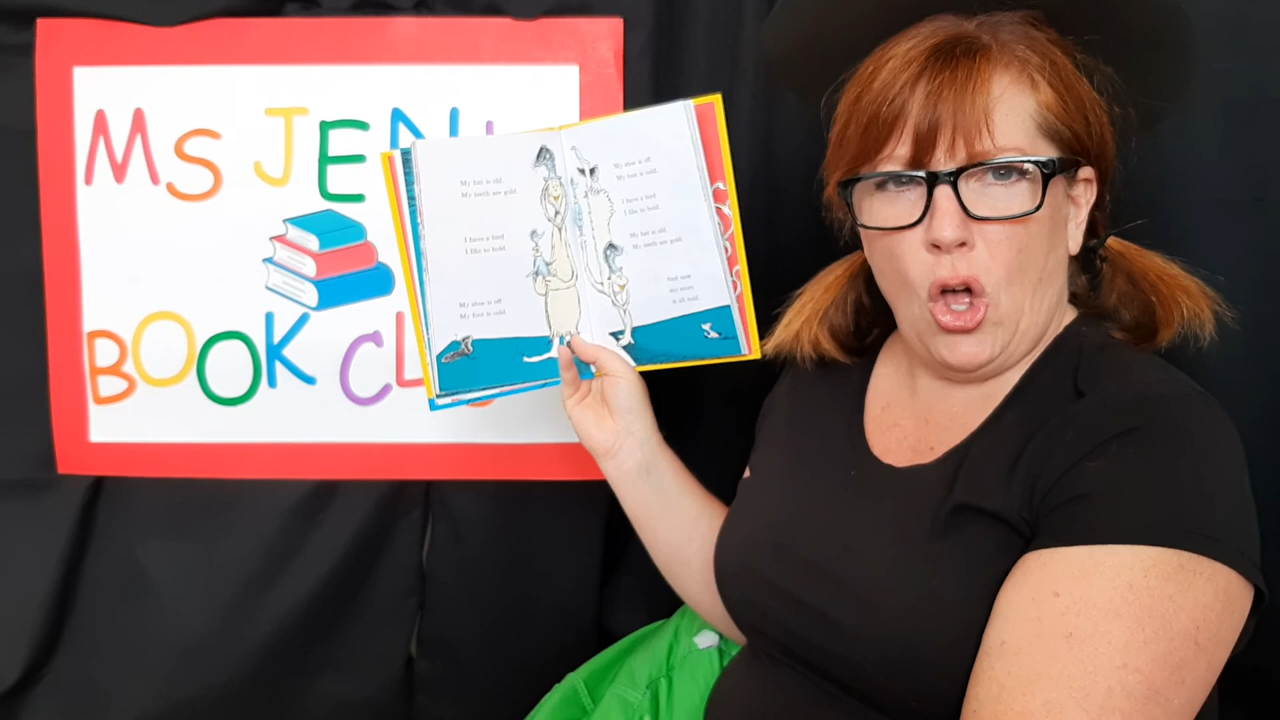 MS JEN
BOOK CL
My hat is old.
My teeth are gold.
I have a bird
I like to hold.
My shoe is off.
My foot is cold.
My shoe is off.
My foot is cold.
I have a bird
I like to hold.
My hat is old.
My teeth are gold.
And now
my story
is all told.